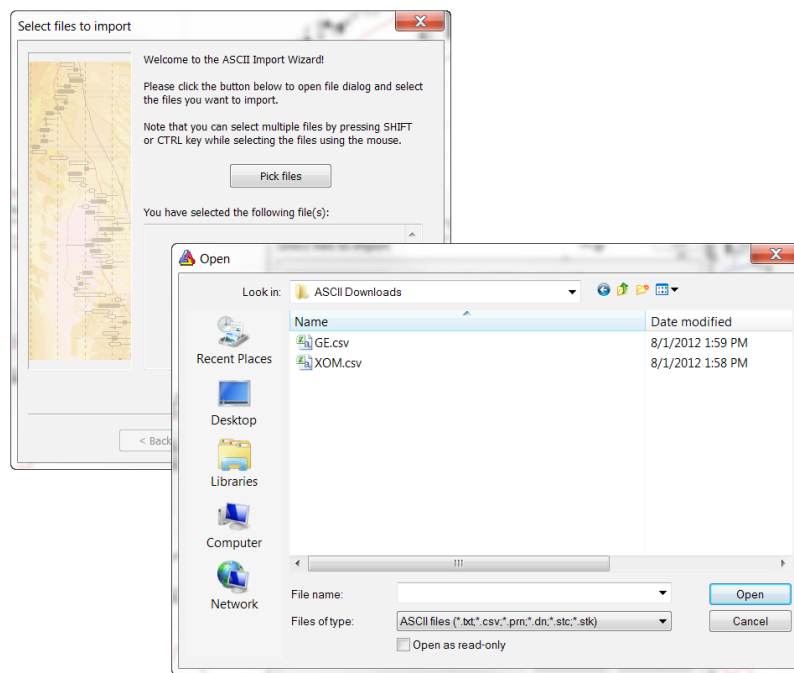 Select files to import
Welcome to the ASCII Import Wizard!
Please click the button below to open file dialog and select
the files you want to import.
Note that you can select multiple files by pressing SHIFT
or CTRL key while selecting the files using the mouse.
Pick files
You have selected the following file(s):
< Back
Open
Look in:
ASCII Downloads
Name
Date modified
GE.csv
8/1/2012 1:59 PM
XOM.csv
8/1/2012 1:58 PM
Recent Places
Desktop
Libraries
Computer
Network
File name:
Open
Files of type:
ASCII files (*.txt;*.csv;*.prn;*.dn;*.stc;*.stk)
Cancel
Open as read-only